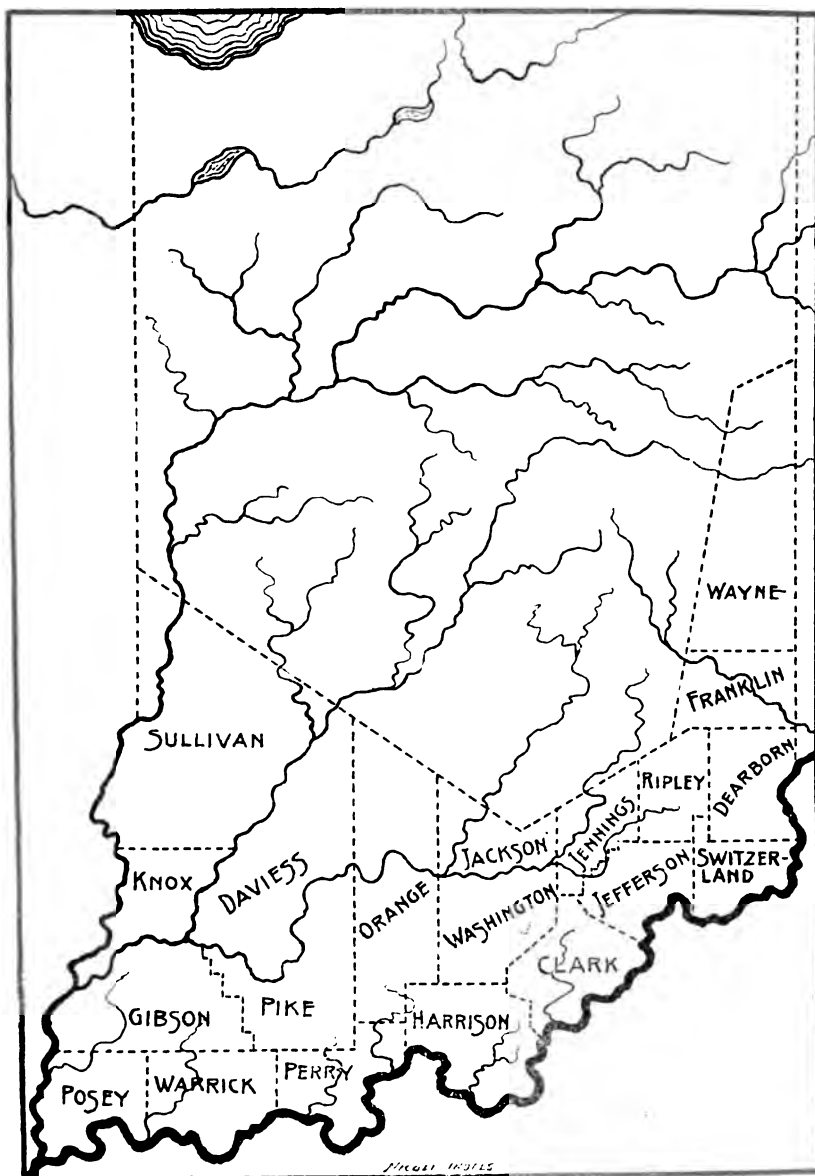 WAYNE
FRANKLIN
SULLIVAN
RIPLEY
DEARBORN
JENNINGS
JACKSON
KNOX
DAVIESS
ORANGE
WASHINGTON
JEFFERSON
SWITZER-
LAND
CLARK
GIBSON
PIKE
HARRISON
POSEY
WARRICK
PERRY